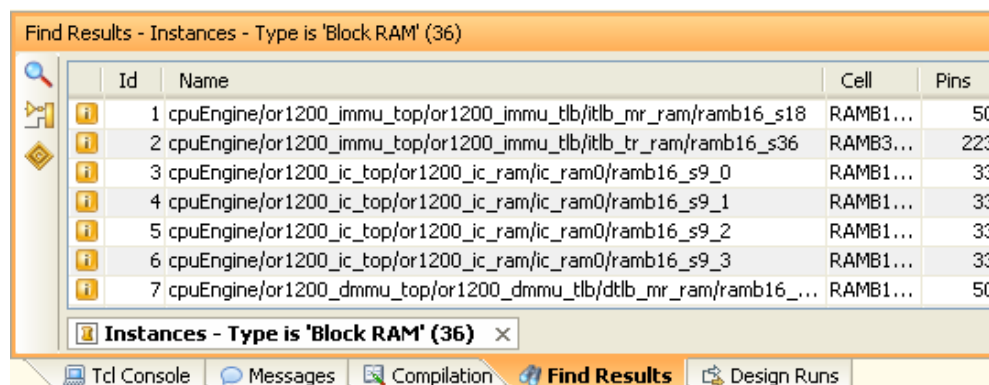 Find Results - Instances - Type is 'Block RAM' (36)
Id Name Cell Pins
1 cpuEngine/or1200_immu_top/or1200_immu_tlb/itlb_mr_ram/ramb16_s18 RAMB1... 50
2 cpuEngine/or1200_immu_top/or1200_immu_tlb/itlb_tr_ram/ramb16_s36 RAMB3... 223
3 cpuEngine/or1200_ic_top/or1200_ic_ram/ic_ram0/ramb16_s9_0 RAMB1... 33
4 cpuEngine/or1200_ic_top/or1200_ic_ram/ic_ram0/ramb16_s9_1 RAMB1... 33
5 cpuEngine/or1200_ic_top/or1200_ic_ram/ic_ram0/ramb16_s9_2 RAMB1... 33
6 cpuEngine/or1200_ic_top/or1200_ic_ram/ic_ram0/ramb16_s9_3 RAMB1... 33
7 cpuEngine/or1200_dmmu_top/or1200_dmmu_tlb/dtlb_mr_ram/ramb16_... RAMB1... 50
Instances - Type is 'Block RAM' (36)
Tcl Console Messages Compilation Find Results Design Runs